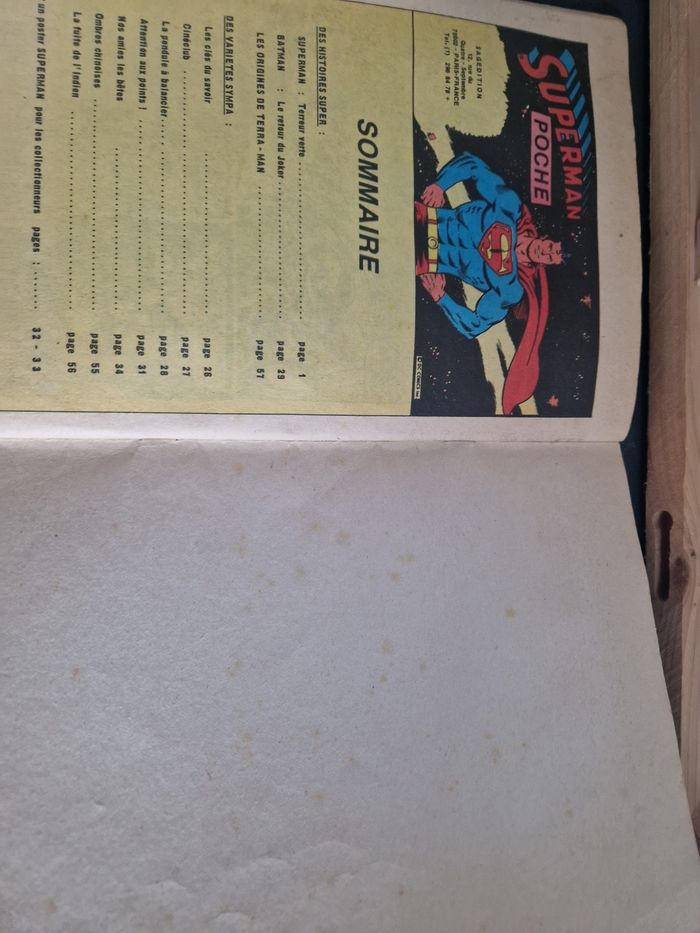 SUPERMAN
POCHE
SAGEDITION
12, rue du
Quatre - Septembre
75002 - PARIS-FRANCE
SOMMAIRE
DES HISTOIRES SUPER :
SUPERMAN : Terreur verte .................... page 1
BATMAN : Le retour du Joker .................... page 29
LES ORIGINES DE TERRA - MAN .................... page 57
DES VARIETES SYMPA :
Les clés du savoir .................... page 26
Cinéclub .................... page 27
La pendule à balancier .................... page 28
Attention aux points ! .................... page 31
Nos amies les bêtes .................... page 34
Ombres chinoises .................... page 55
La fuite de l' Indien .................... page 56
un poster SUPERMAN pour les collectionneurs pages : ........ 32 - 33